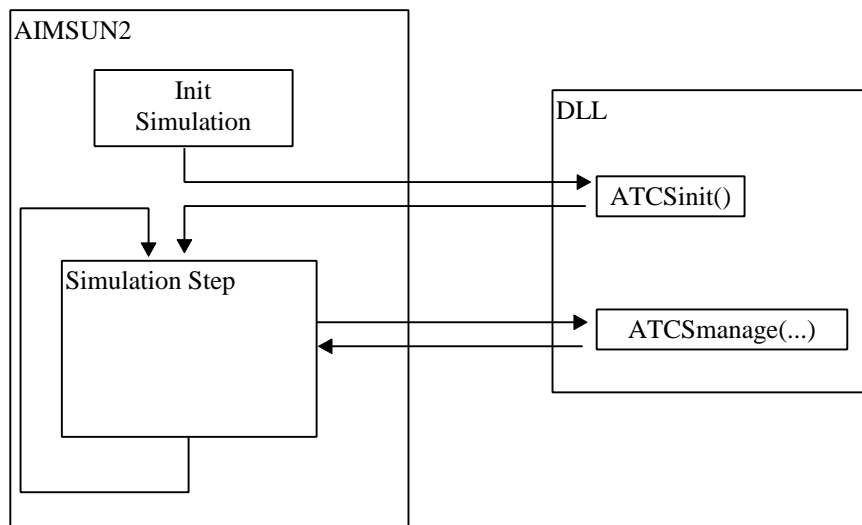 AIMSUN2
Init
Simulation
DLL
ATCSinit()
Simulation Step
ATCSmanage(...)